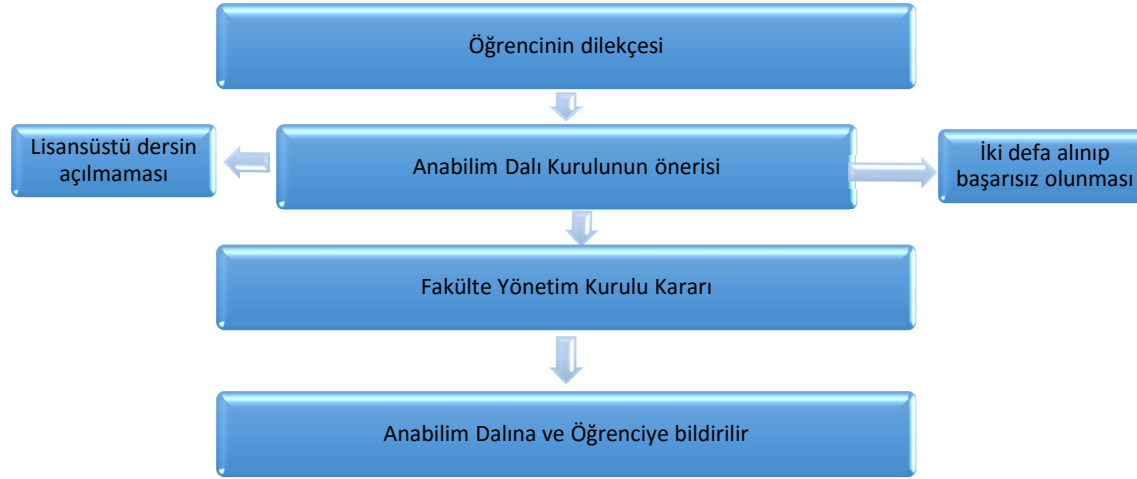 Öğrencinin dilekçesi
Lisansüstü dersin
açılmaması
Anabilim Dalı Kurulunun önerisi
İki defa alınıp
başarısız olunması
Fakülte Yönetim Kurulu Kararı
Anabilim Dalına ve Öğrenciye bildirilir